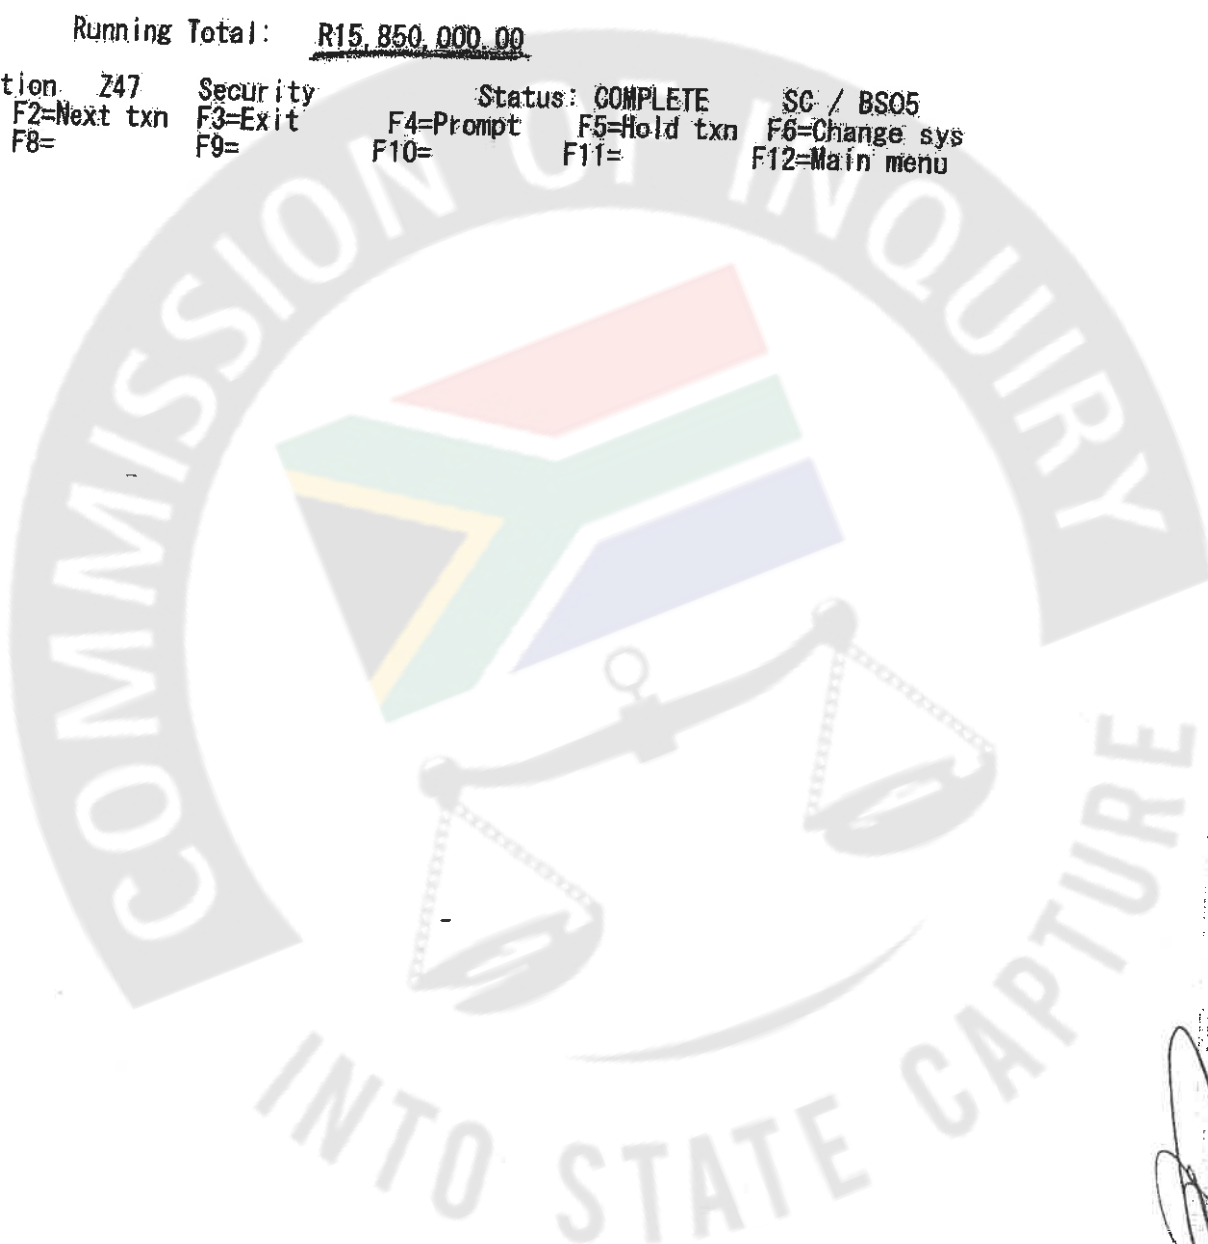 Running Total: R15,850,000.00
tion Z47 Security Status: COMPLETE SC / BS05
F2=Next txn F3=Exit F4=Prompt F5=Hold txn F6=Change sys
F8= F9= F10= F11= F12=Main menu
COMMISSION OF INQUIRY
INTO STATE CAPTURE